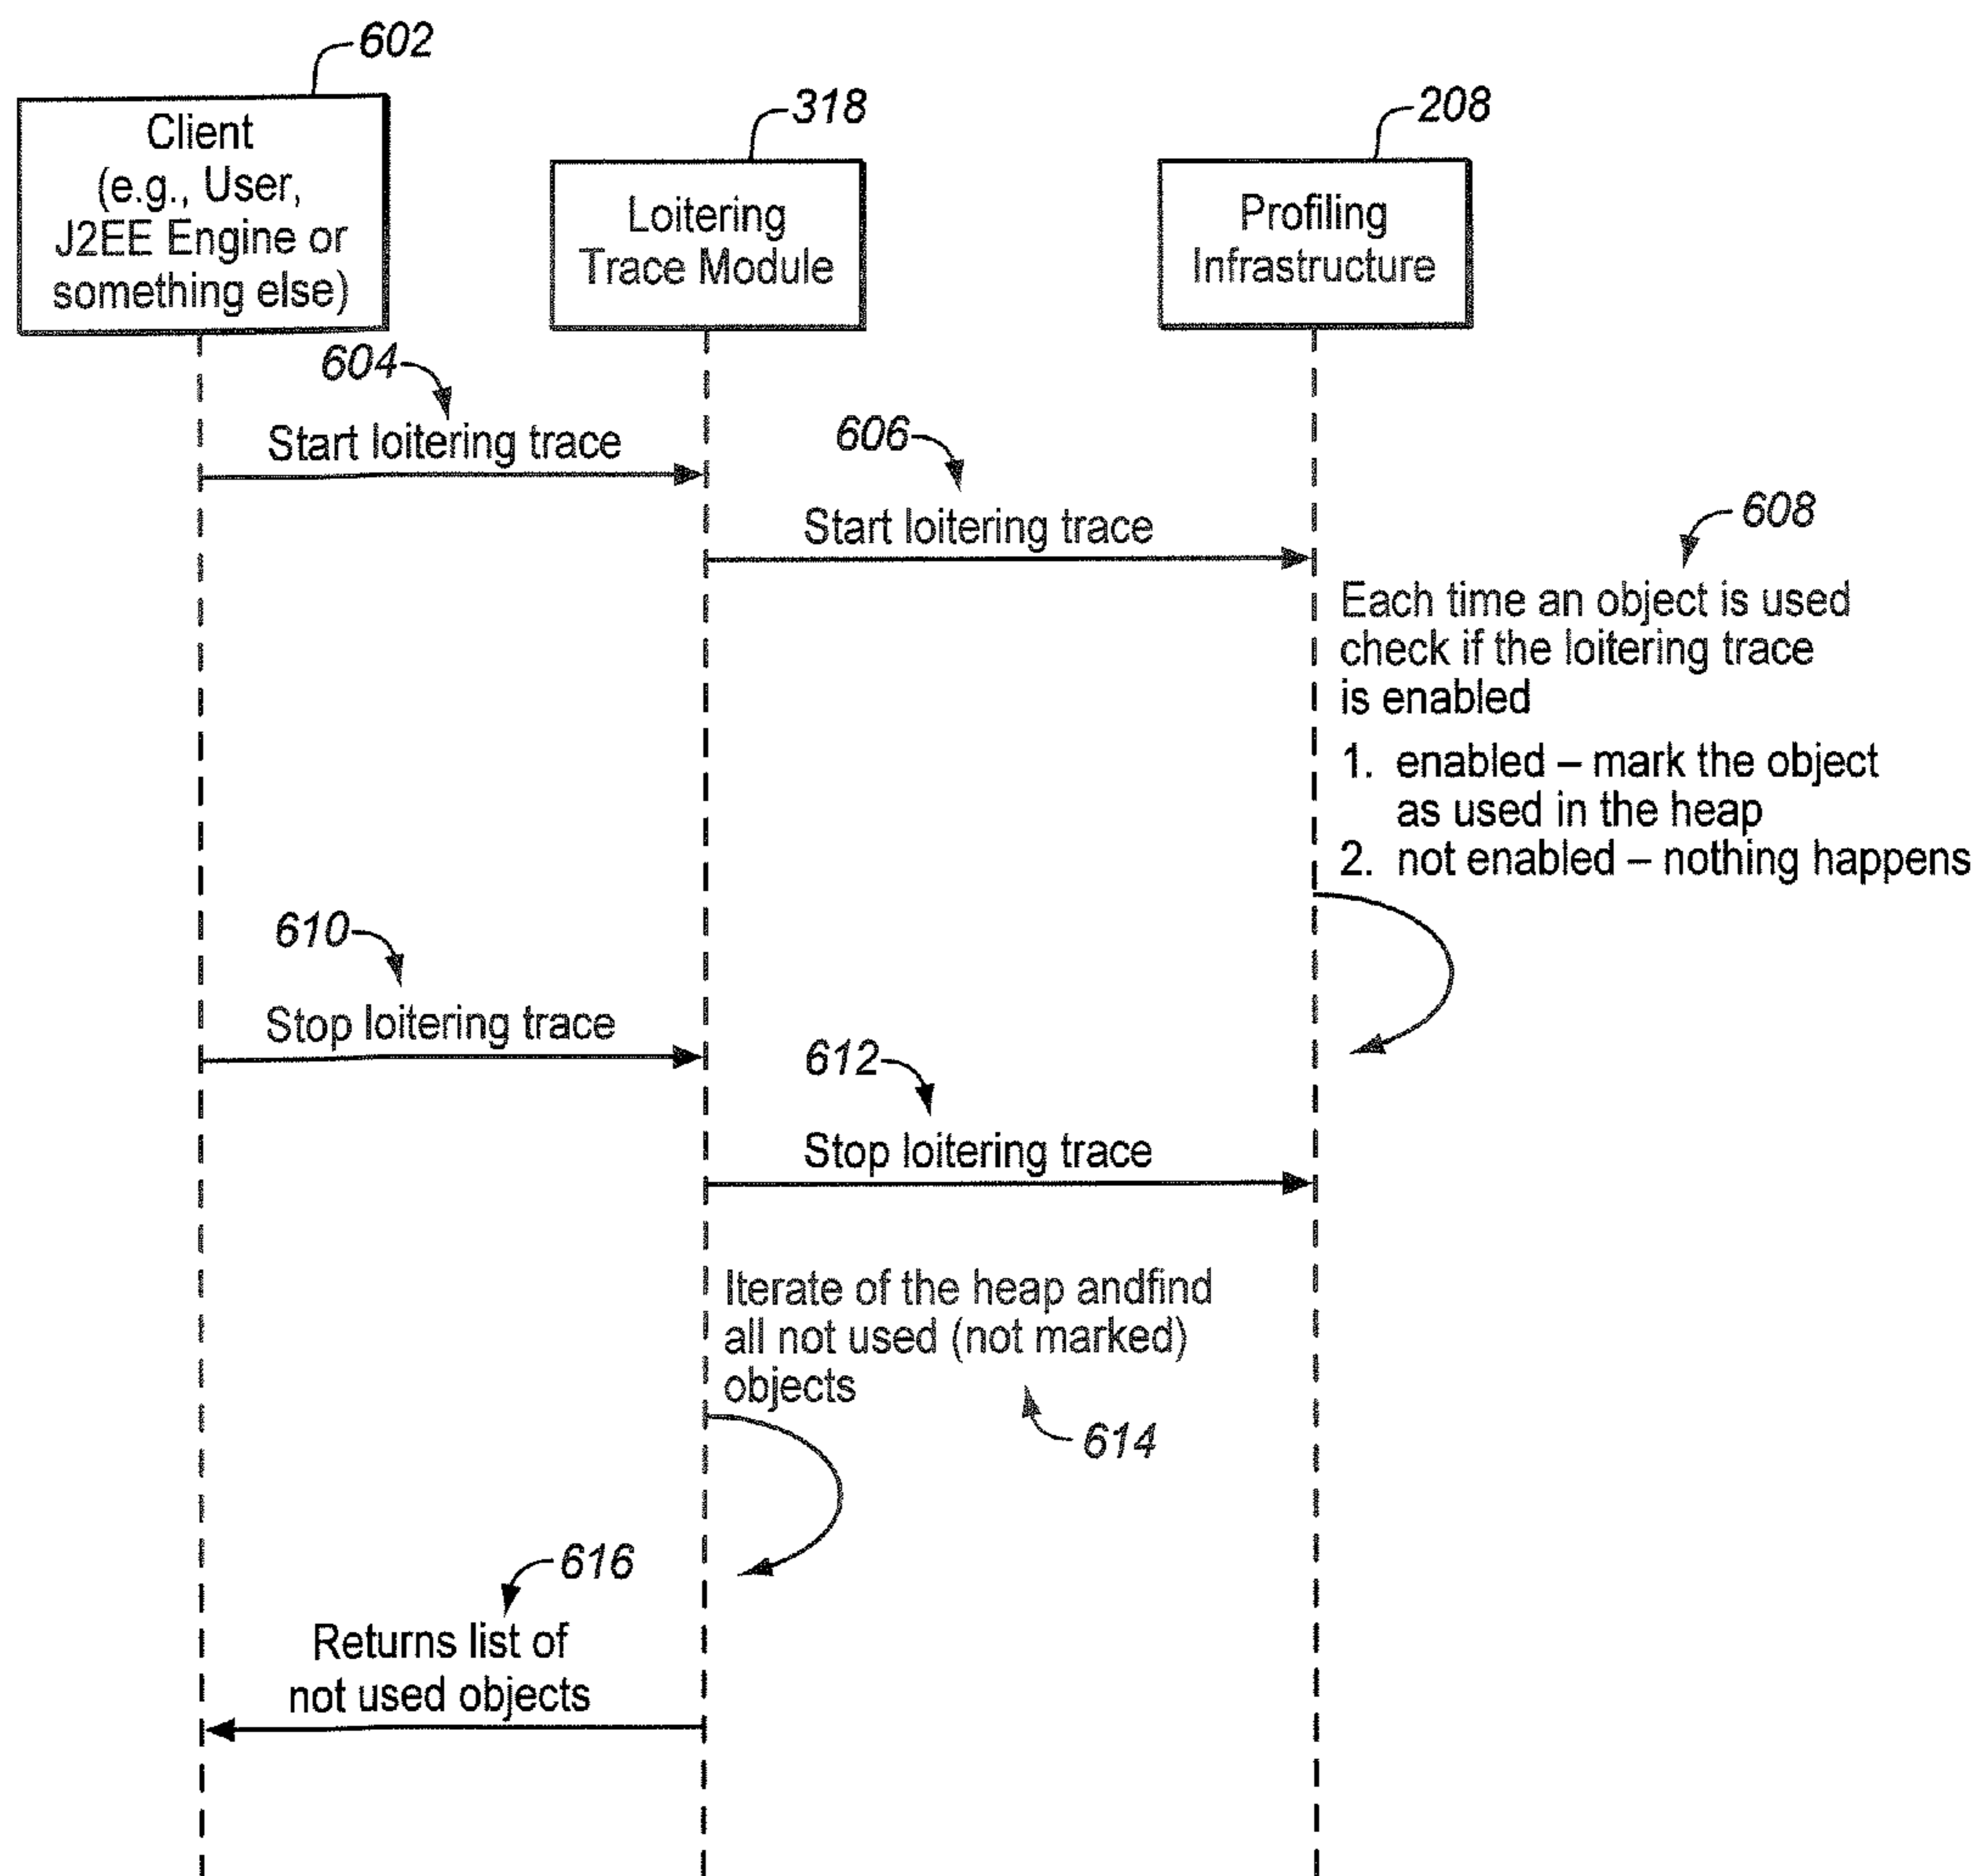 602
Client
(e.g., User,
J2EE Engine or
something else)
318
Loitering
Trace Module
208
Profiling
Infrastructure
604
Start loitering trace
606
Start loitering trace
608
Each time an object is used
check if the loitering trace
is enabled
1. enabled – mark the object
as used in the heap
2. not enabled – nothing happens
610
Stop loitering trace
612
Stop loitering trace
Iterate of the heap andfind
all not used (not marked)
objects
614
616
Returns list of
not used objects